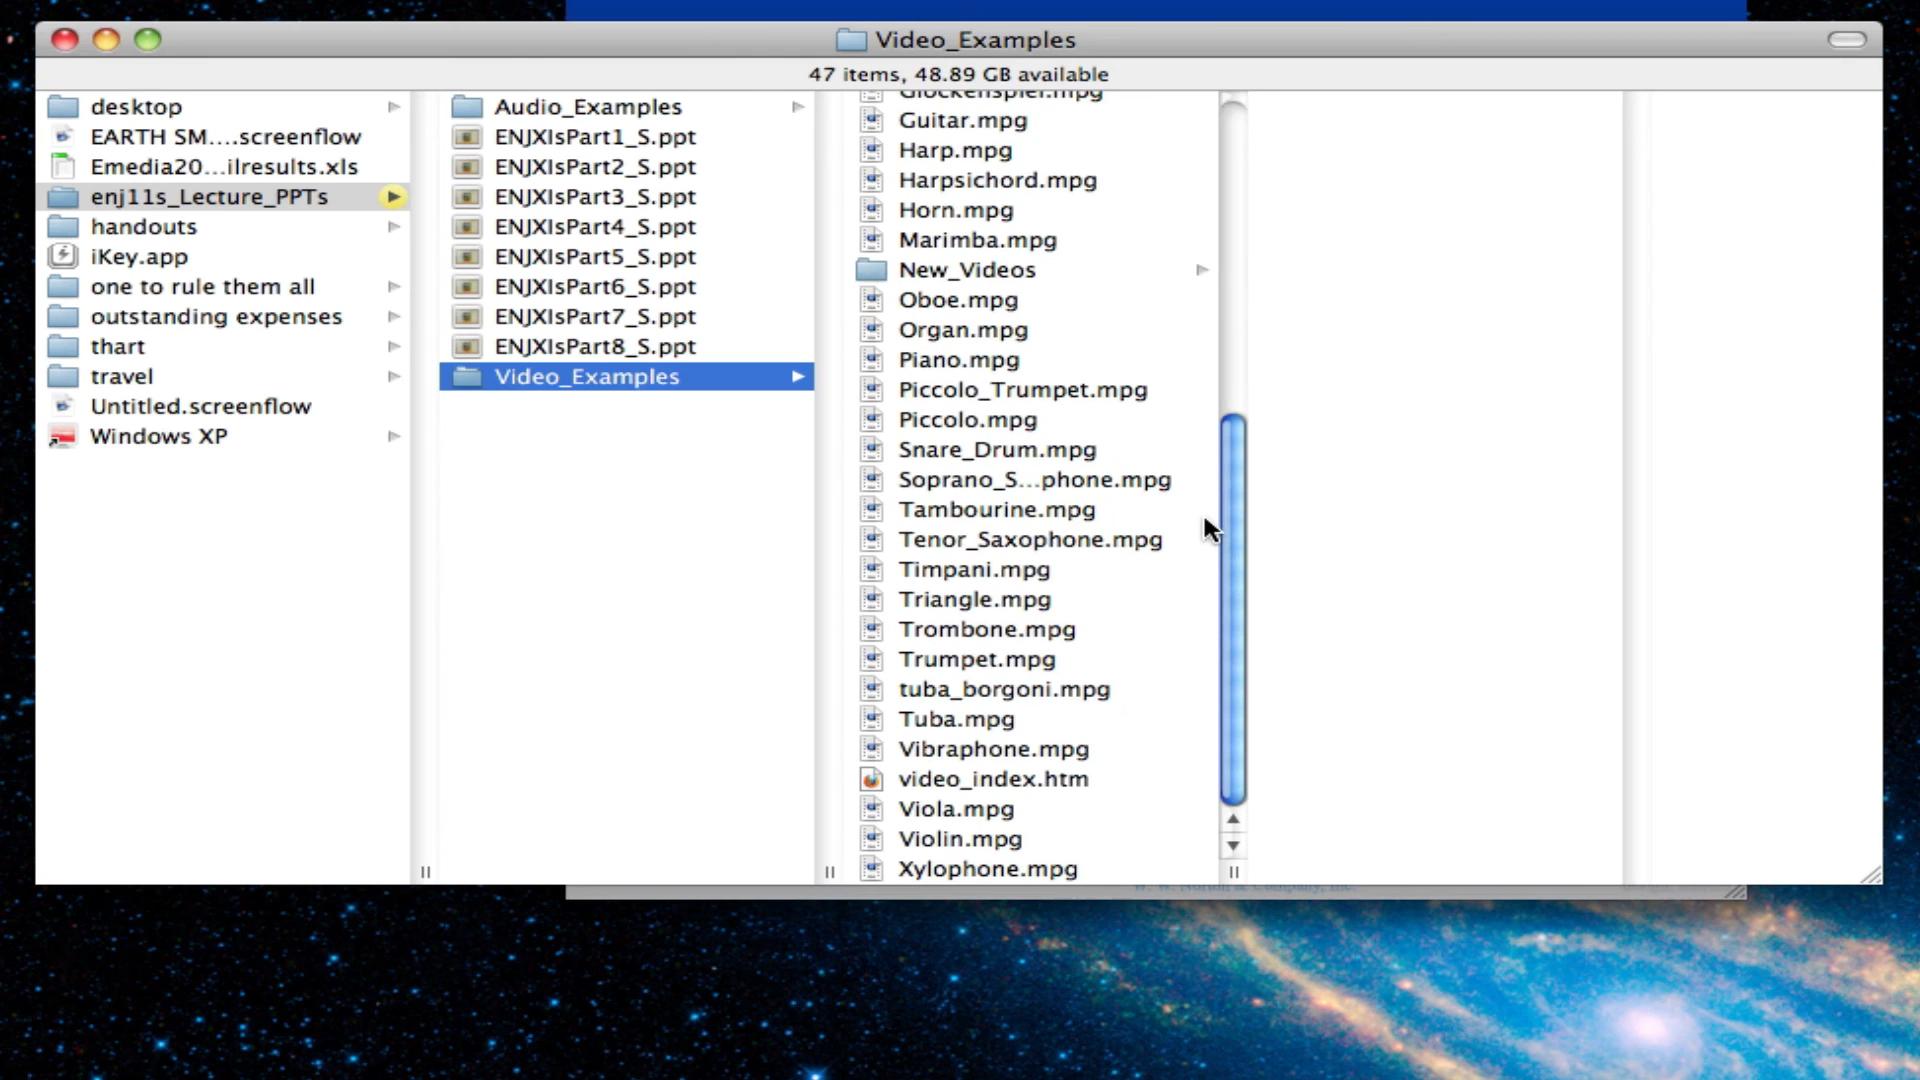 Video_Examples
47 items, 48.89 GB available
desktop
EARTH SM....screenflow
Emedia20...ilresults.xls
enj11s_Lecture_PPTs
handouts
iKey.app
one to rule them all
outstanding expenses
thart
travel
Untitled.screenflow
Windows XP
Audio_Examples
ENJXIsPart1_S.ppt
ENJXIsPart2_S.ppt
ENJXIsPart3_S.ppt
ENJXIsPart4_S.ppt
ENJXIsPart5_S.ppt
ENJXIsPart6_S.ppt
ENJXIsPart7_S.ppt
ENJXIsPart8_S.ppt
Video_Examples
Glockenspiel.mpg
Guitar.mpg
Harp.mpg
Harpsichord.mpg
Horn.mpg
Marimba.mpg
New_Videos
Oboe.mpg
Organ.mpg
Piano.mpg
Piccolo_Trumpet.mpg
Piccolo.mpg
Snare_Drum.mpg
Soprano_S...phone.mpg
Tambourine.mpg
Tenor_Saxophone.mpg
Timpani.mpg
Triangle.mpg
Trombone.mpg
Trumpet.mpg
tuba_borgoni.mpg
Tuba.mpg
Vibraphone.mpg
video_index.htm
Viola.mpg
Violin.mpg
Xylophone.mpg
W. W. Norton & Company, Inc.